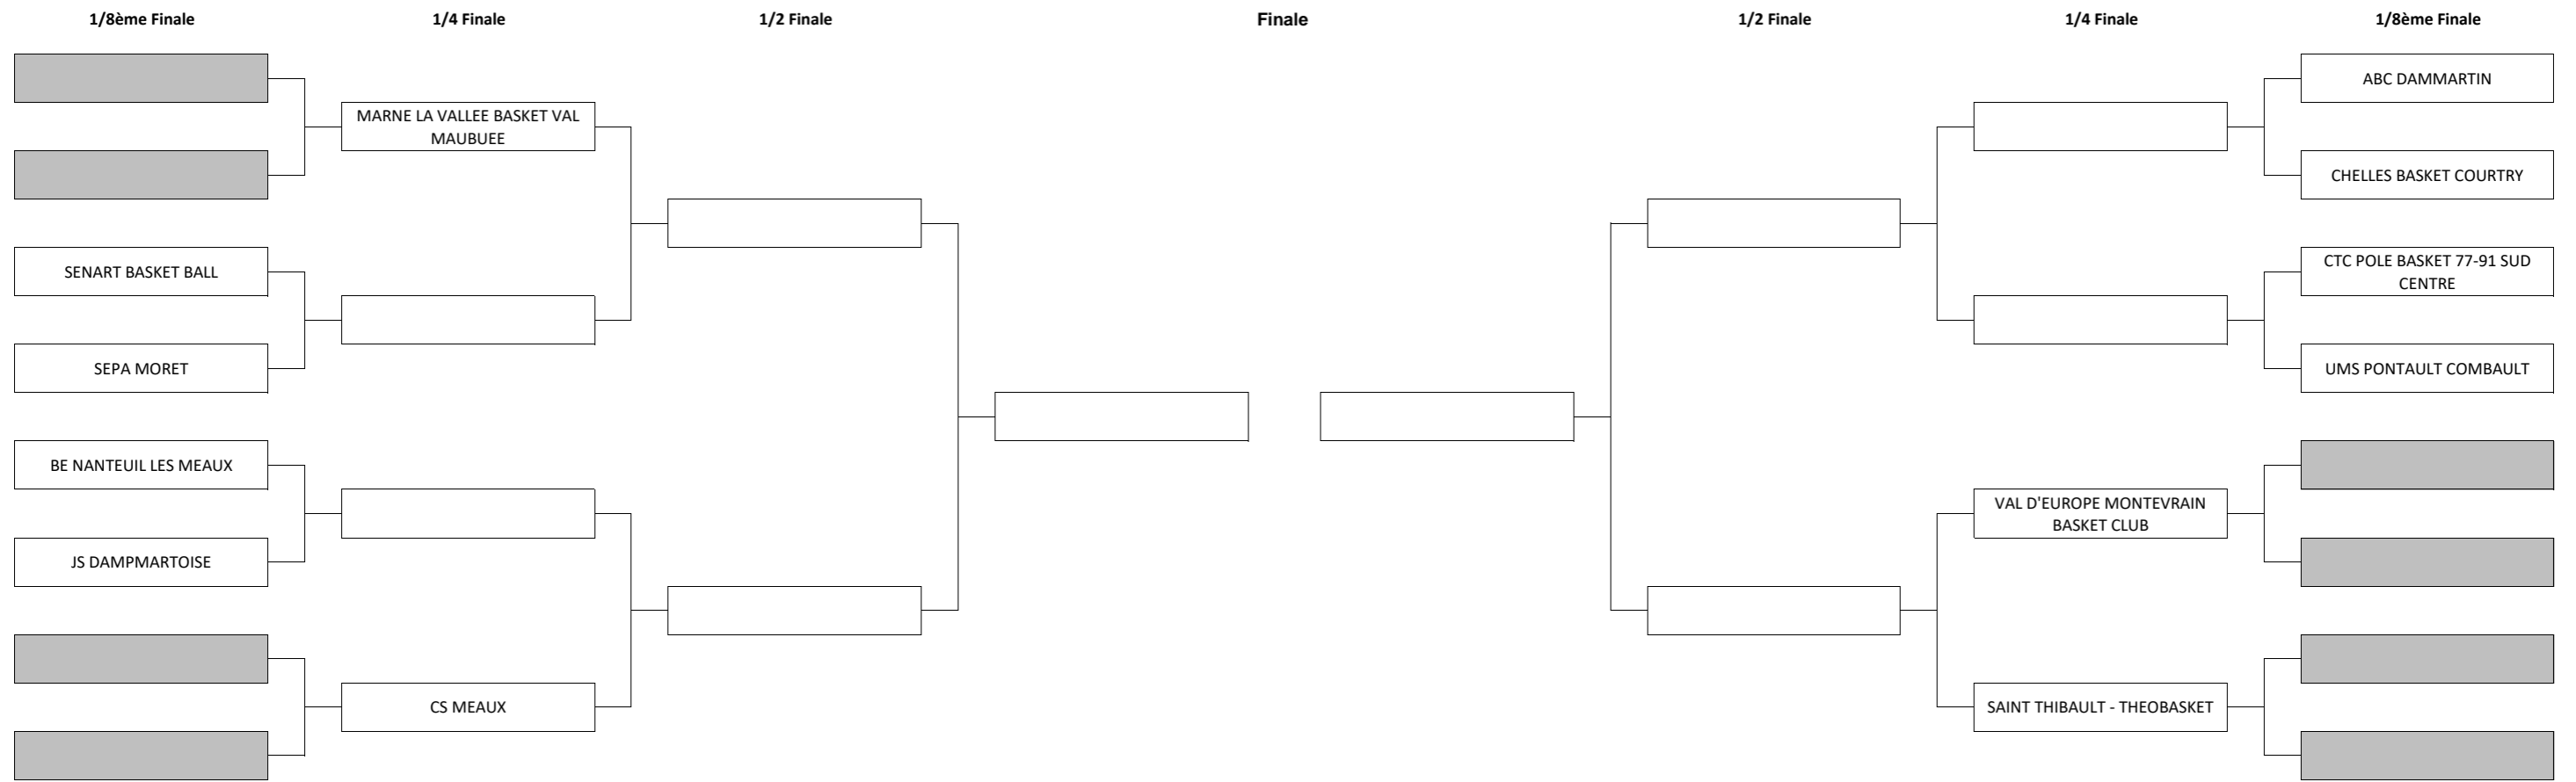 1/8ème Finale
1/4 Finale
1/2 Finale
Finale
1/2 Finale
1/4 Finale
1/8ème Finale
MARNE LA VALLEE BASKET VAL
MAUBUEE
SENART BASKET BALL
SEPA MORET
BE NANTEUIL LES MEAUX
JS DAMPMARTOISE
CS MEAUX
ABC DAMMARTIN
CHELLES BASKET COURTRY
CTC POLE BASKET 77-91 SUD
CENTRE
UMS PONTAULT COMBAULT
VAL D'EUROPE MONTEVRAIN
BASKET CLUB
SAINT THIBAULT - THEOBASKET